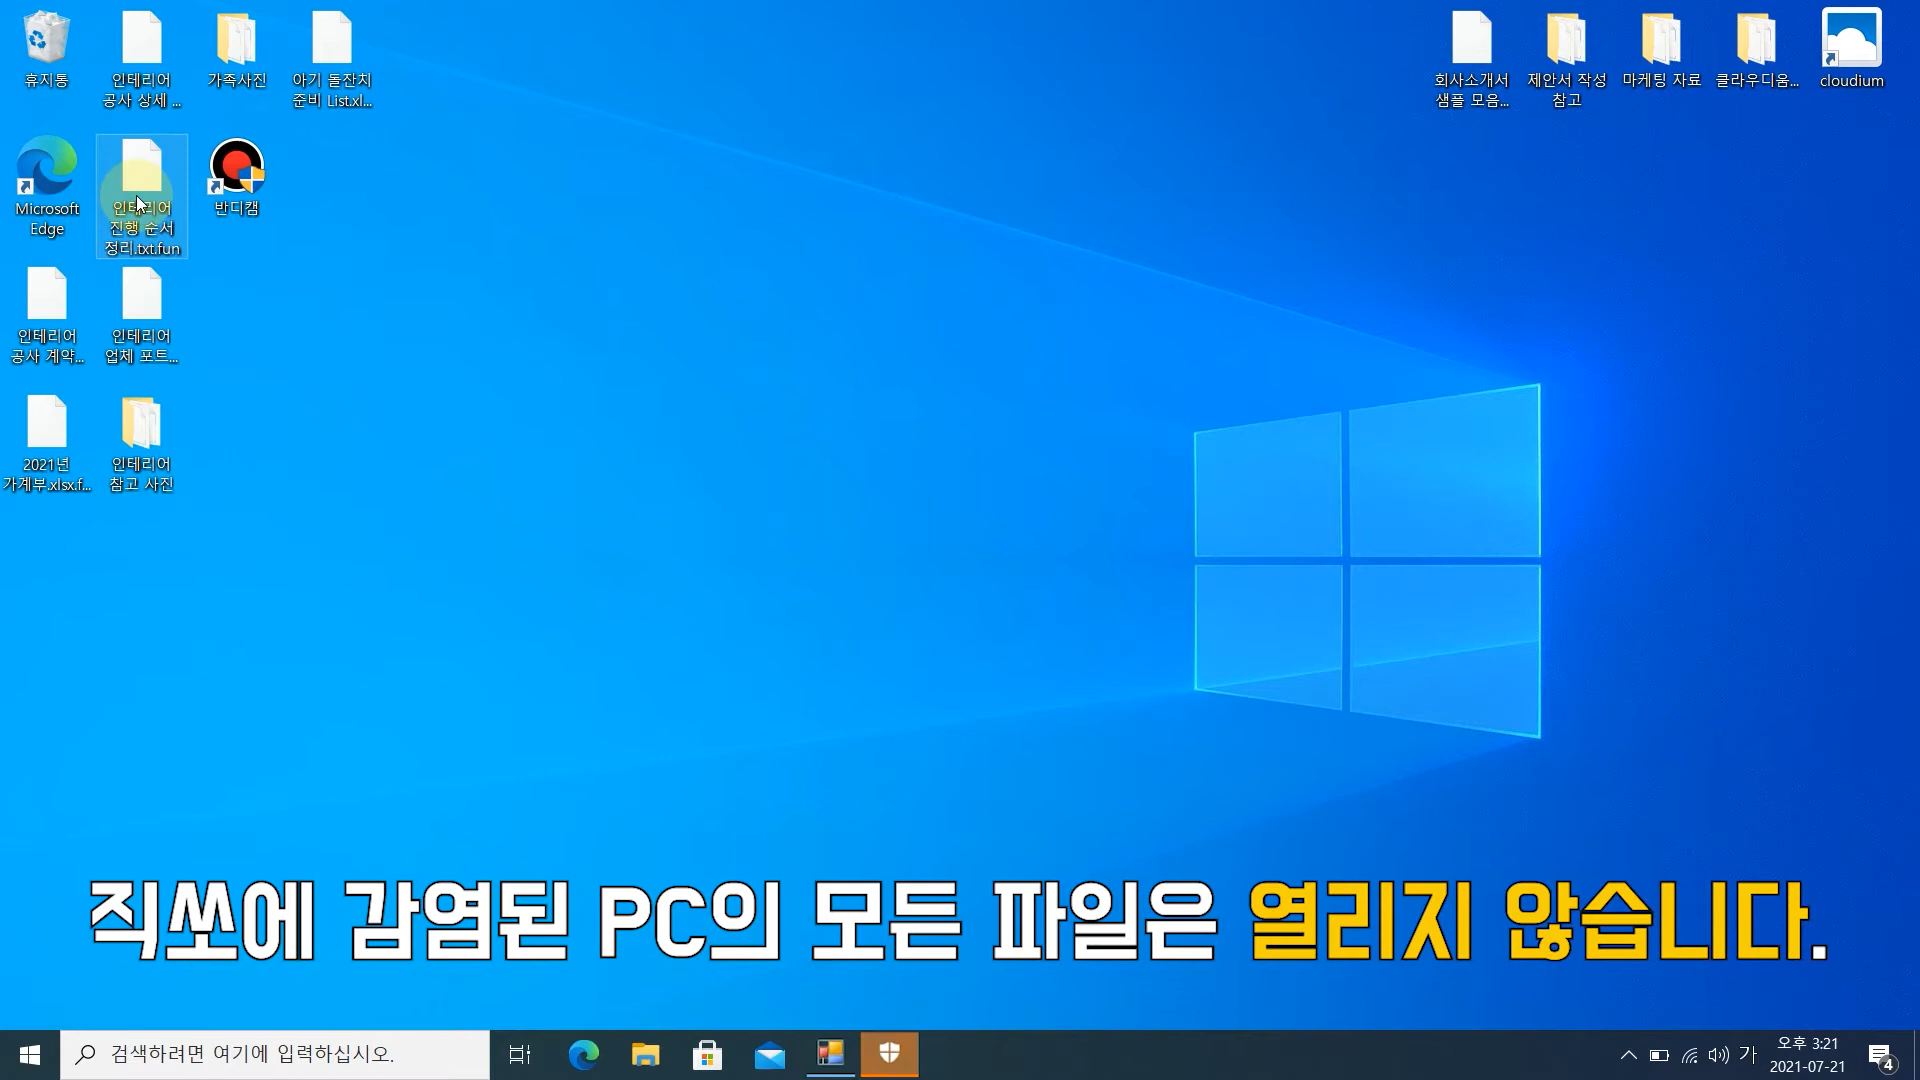 휴지통
인테리어
공사 상세 ...
가족사진
아기 돌잔치
준비 List.xl...
회사소개서
샘플 모음...
제안서 작성
참고
마케팅 자료
클라우디움...
cloudium
Microsoft
Edge
인테리어
진행 순서
정리.txt.fun
반디캠
인테리어
공사 계약...
인테리어
업체 포트...
2021년
가계부.xlsx.f...
인테리어
참고 사진
직쏘에 감염된 PC의 모든 파일은 열리지 않습니다.
검색하려면 여기에 입력하십시오.
가
오후 3:21
2021-07-21
4